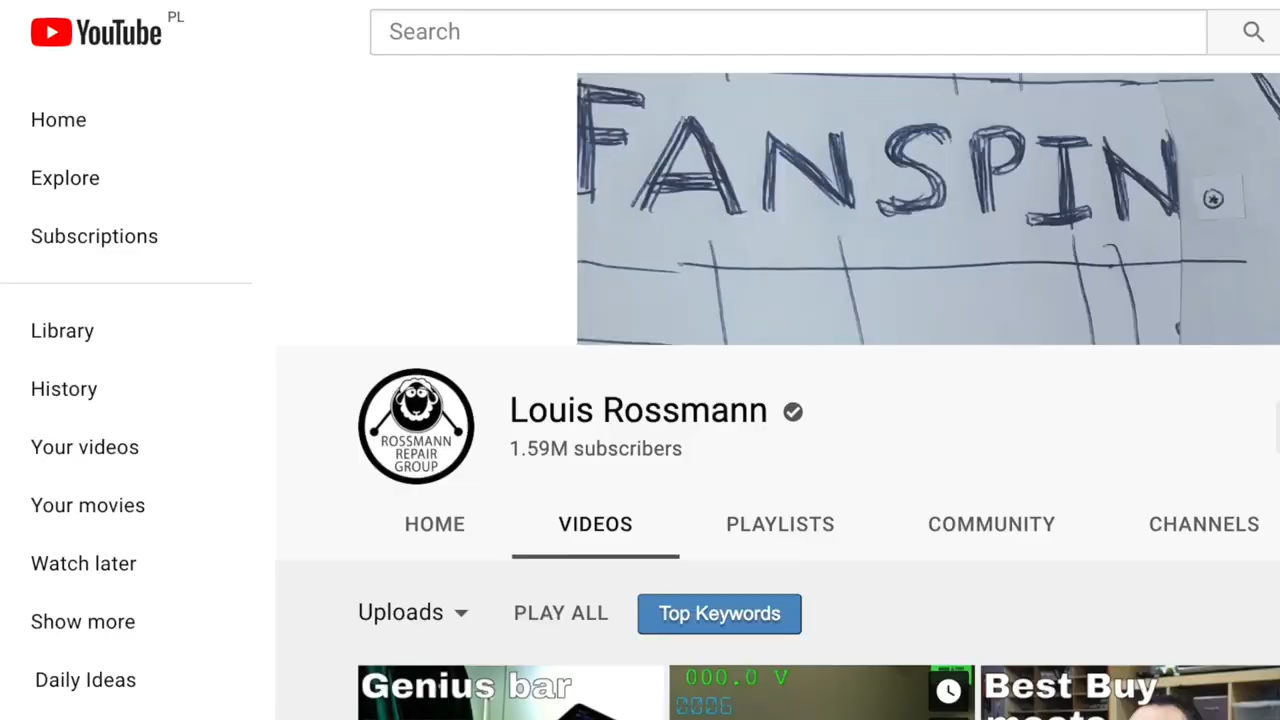 YouTube PL
Search
Home
Explore
Subscriptions
Library
History
Your videos
Your movies
Watch later
Show more
Daily Ideas
FANSPIN
ROSSMANN
REPAIR
GROUP
Louis Rossmann
1.59M subscribers
HOME VIDEOS PLAYLISTS COMMUNITY CHANNELS
Uploads PLAY ALL Top Keywords
Genius bar
000.0 V
Best Buy